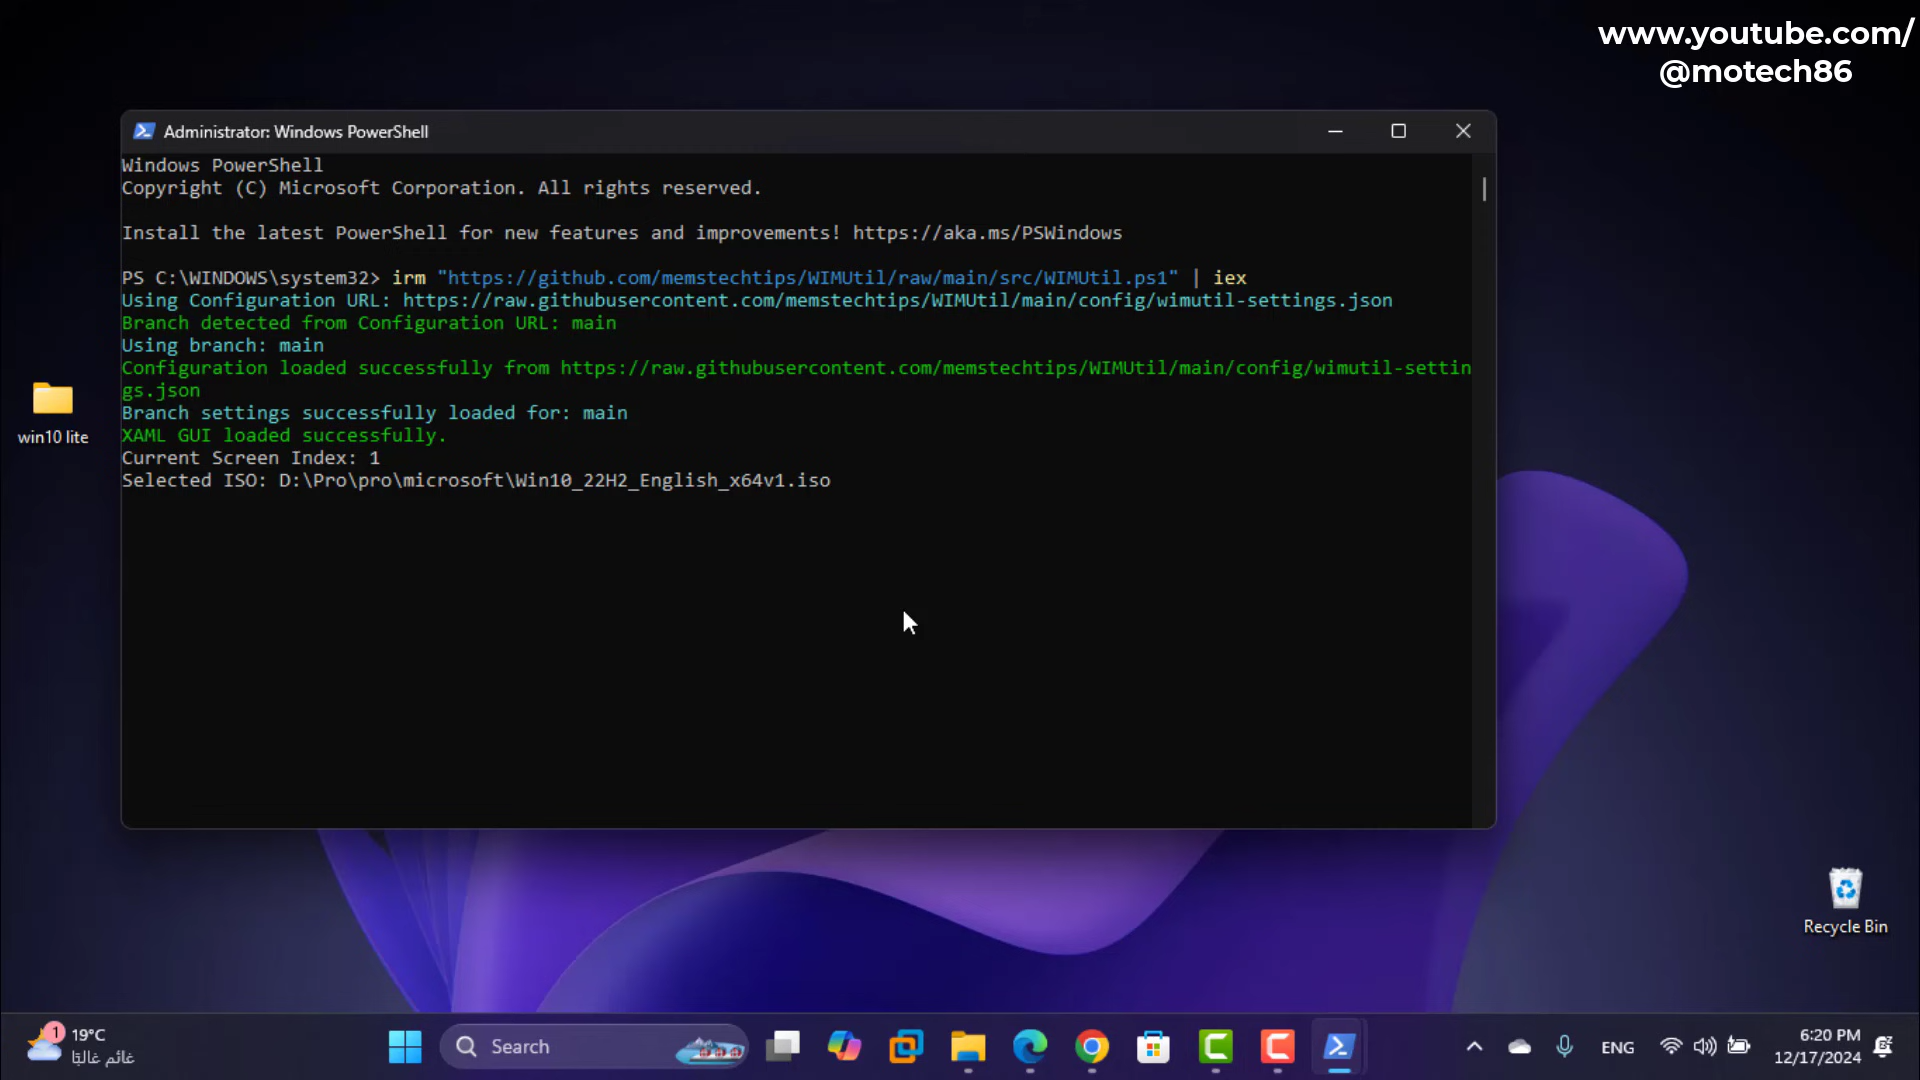 www.youtube.com/
@motech86
Administrator: Windows PowerShell
Windows PowerShell
Copyright (C) Microsoft Corporation. All rights reserved.
Install the latest PowerShell for new features and improvements! https://aka.ms/PSWindows
PS C:\WINDOWS\system32> irm "https://github.com/memstechtips/WIMUtil/raw/main/src/WIMUtil.ps1" | iex
Using Configuration URL: https://raw.githubusercontent.com/memstechtips/WIMUtil/main/config/wimutil-settings.json
Branch detected from Configuration URL: main
Using branch: main
Configuration loaded successfully from https://raw.githubusercontent.com/memstechtips/WIMUtil/main/config/wimutil-settin
gs.json
Branch settings successfully loaded for: main
XAML GUI loaded successfully.
Current Screen Index: 1
Selected ISO: D:\Pro\pro\microsoft\Win10_22H2_English_x64v1.iso
win10 lite
Recycle Bin
1
19°C
غائم غالبًا
Search
ENG
6:20 PM
12/17/2024